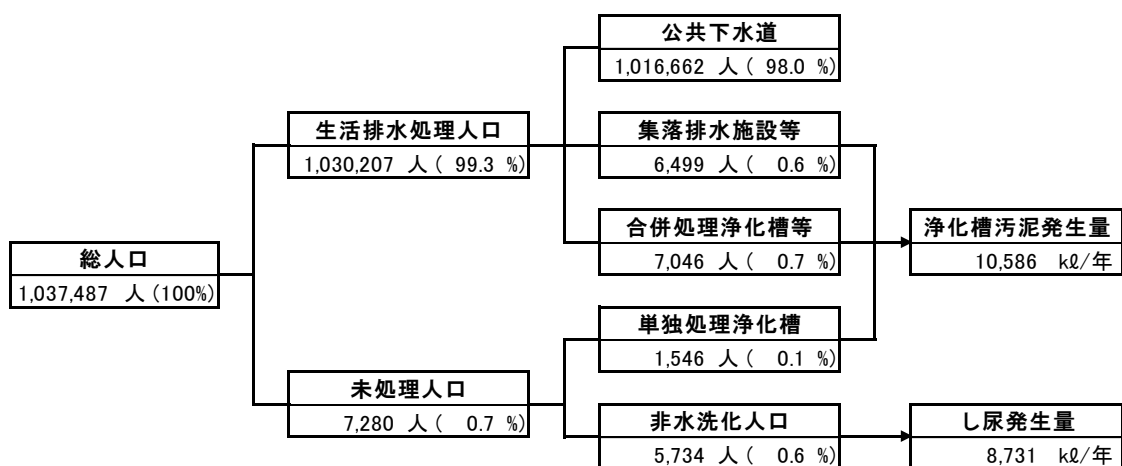 公共下水道
1,016,662 人 ( 98.0 %)
生活排水処理人口
1,030,207 人 ( 99.3 %)
集落排水施設等
6,499 人 ( 0.6 %)
合併処理浄化槽等
7,046 人 ( 0.7 %)
浄化槽汚泥発生量
10,586 kℓ/年
総人口
1,037,487 人 (100%)
単独処理浄化槽
1,546 人 ( 0.1 %)
未処理人口
7,280 人 ( 0.7 %)
非水洗化人口
5,734 人 ( 0.6 %)
し尿発生量
8,731 kℓ/年